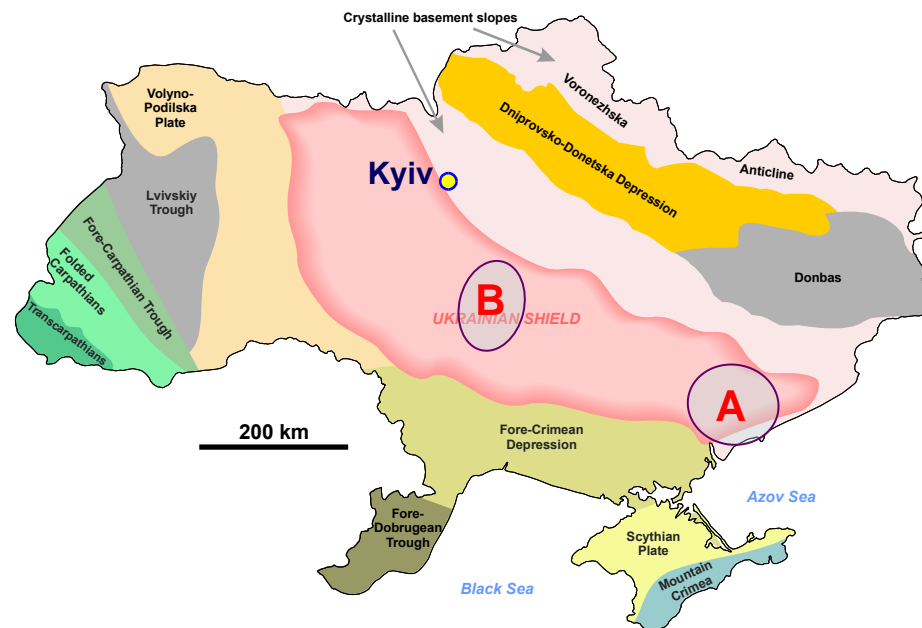 Crystalline basement slopes
Volyno-
Podilska
Plate
Voronezhska
Dniprovsko-Donetska Depression
Anticline
Kyiv
Lvivskiy
Trough
Fore-Carpathian Trough
Folded
Carpathians
Transcarpathians
Donbas
B
UKRAINIAN SHIELD
A
200 km
Fore-Crimean
Depression
Azov Sea
Fore-
Dobrugean
Trough
Scythian
Plate
Mountain
Crimea
Black Sea